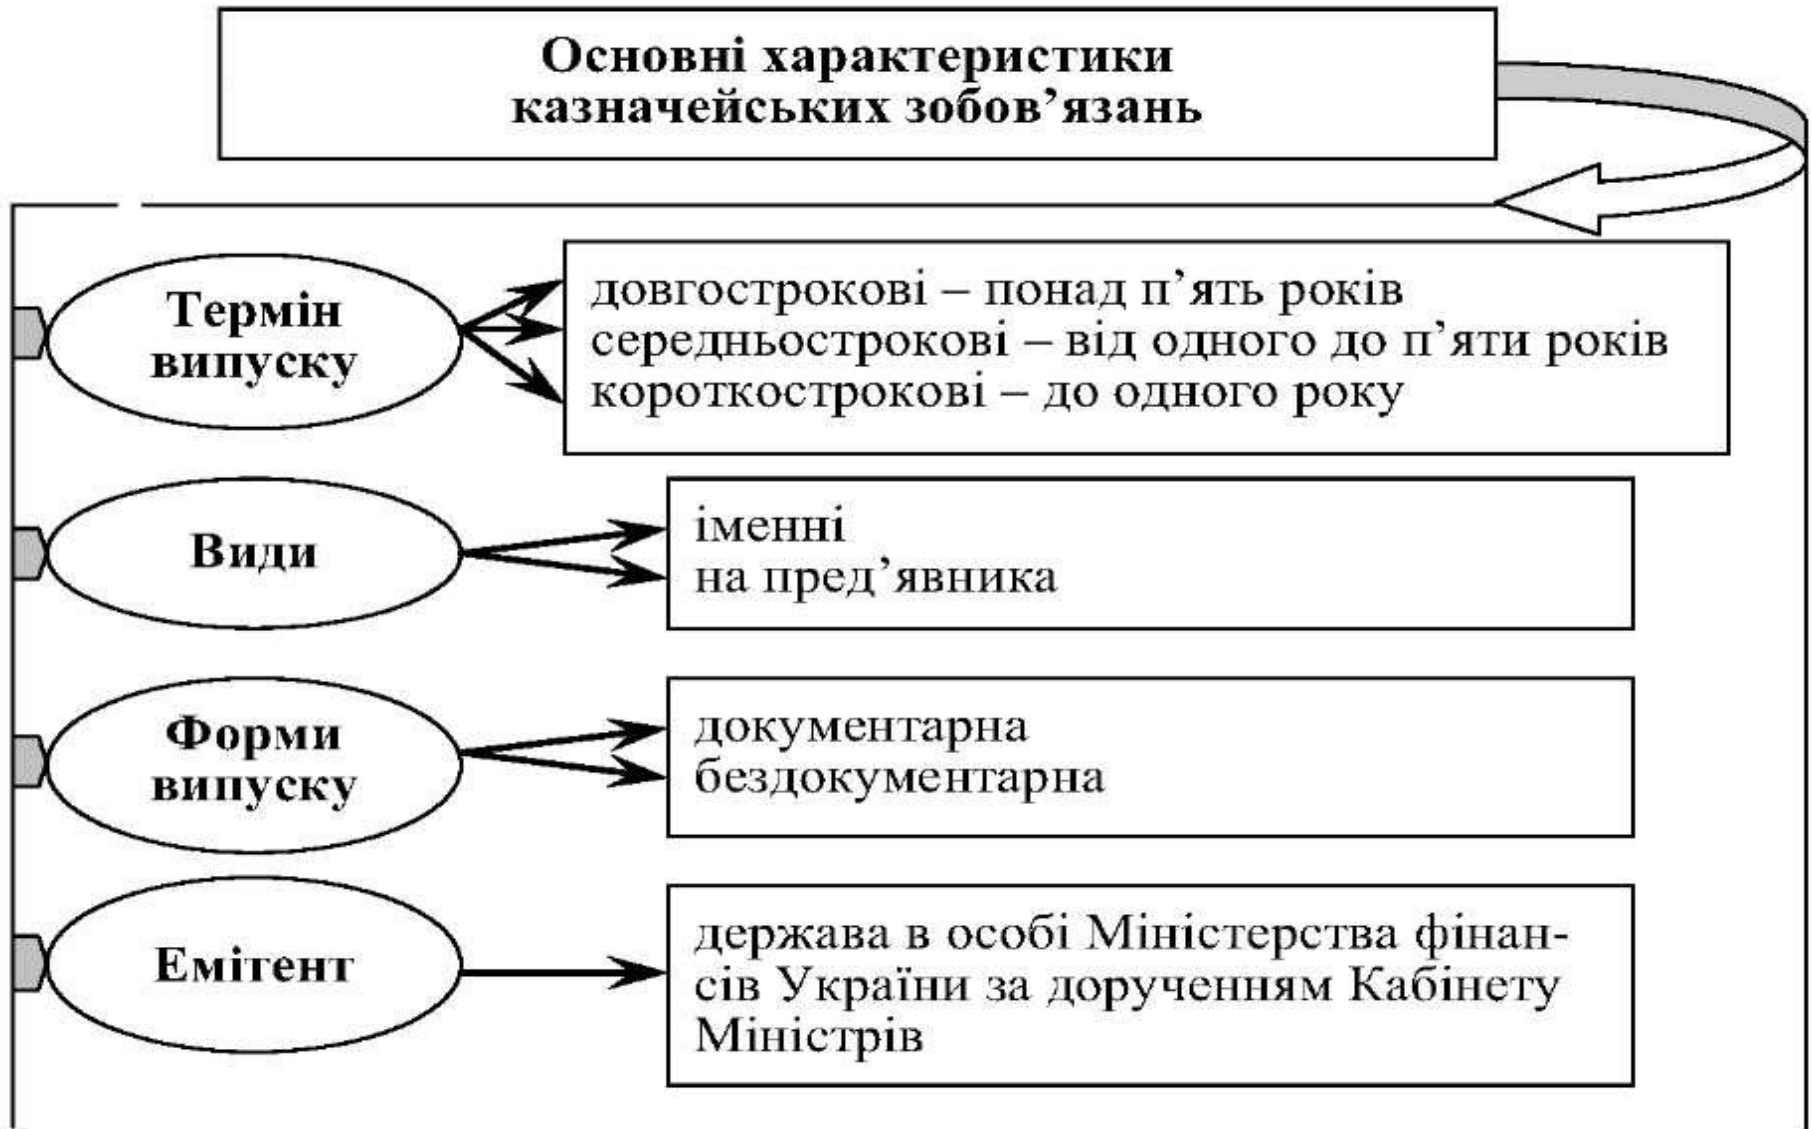 Основні характеристики
казначейських зобов’язань
Термін
випуску
довгострокові – понад п’ять років
середньострокові – від одного до п’яти років
короткострокові – до одного року
Види
іменні
на пред’явника
Форми
випуску
документарна
бездокументарна
Емітент
держава в особі Міністерства фінан-
сів України за дорученням Кабінету
Міністрів